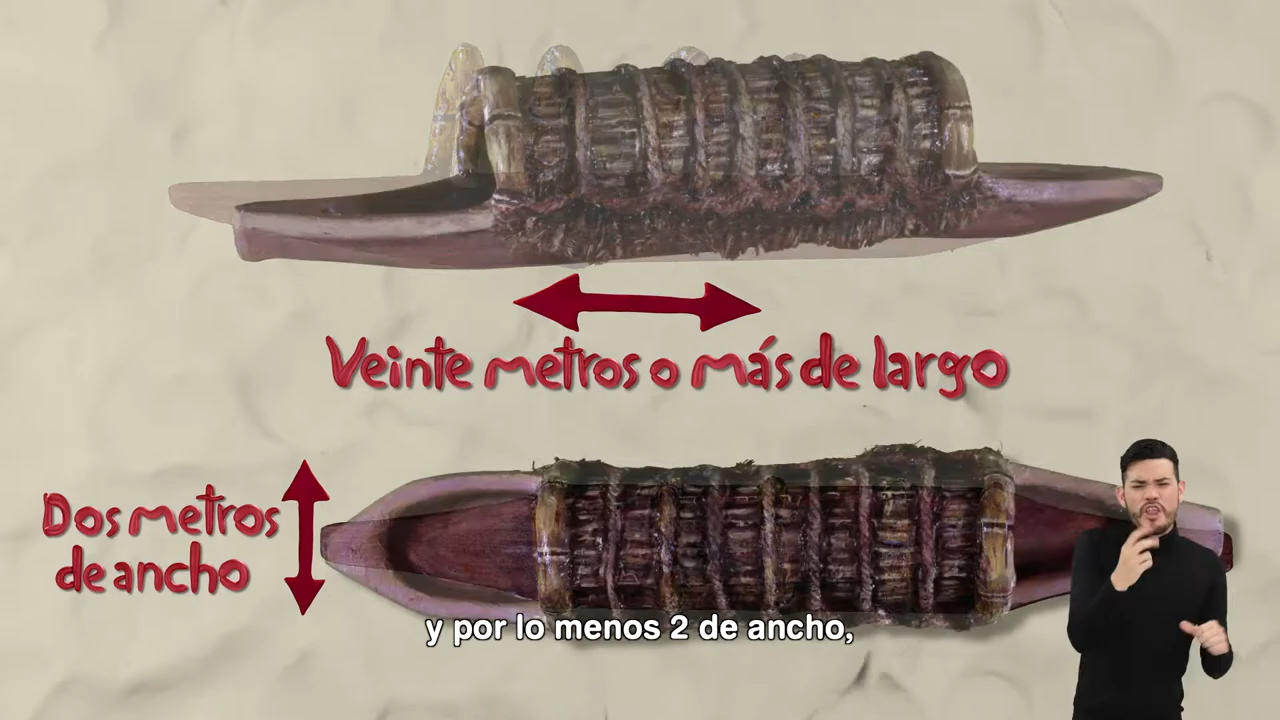 Veinte metros o más de largo
Dos metros
de ancho
y por lo menos 2 de ancho,